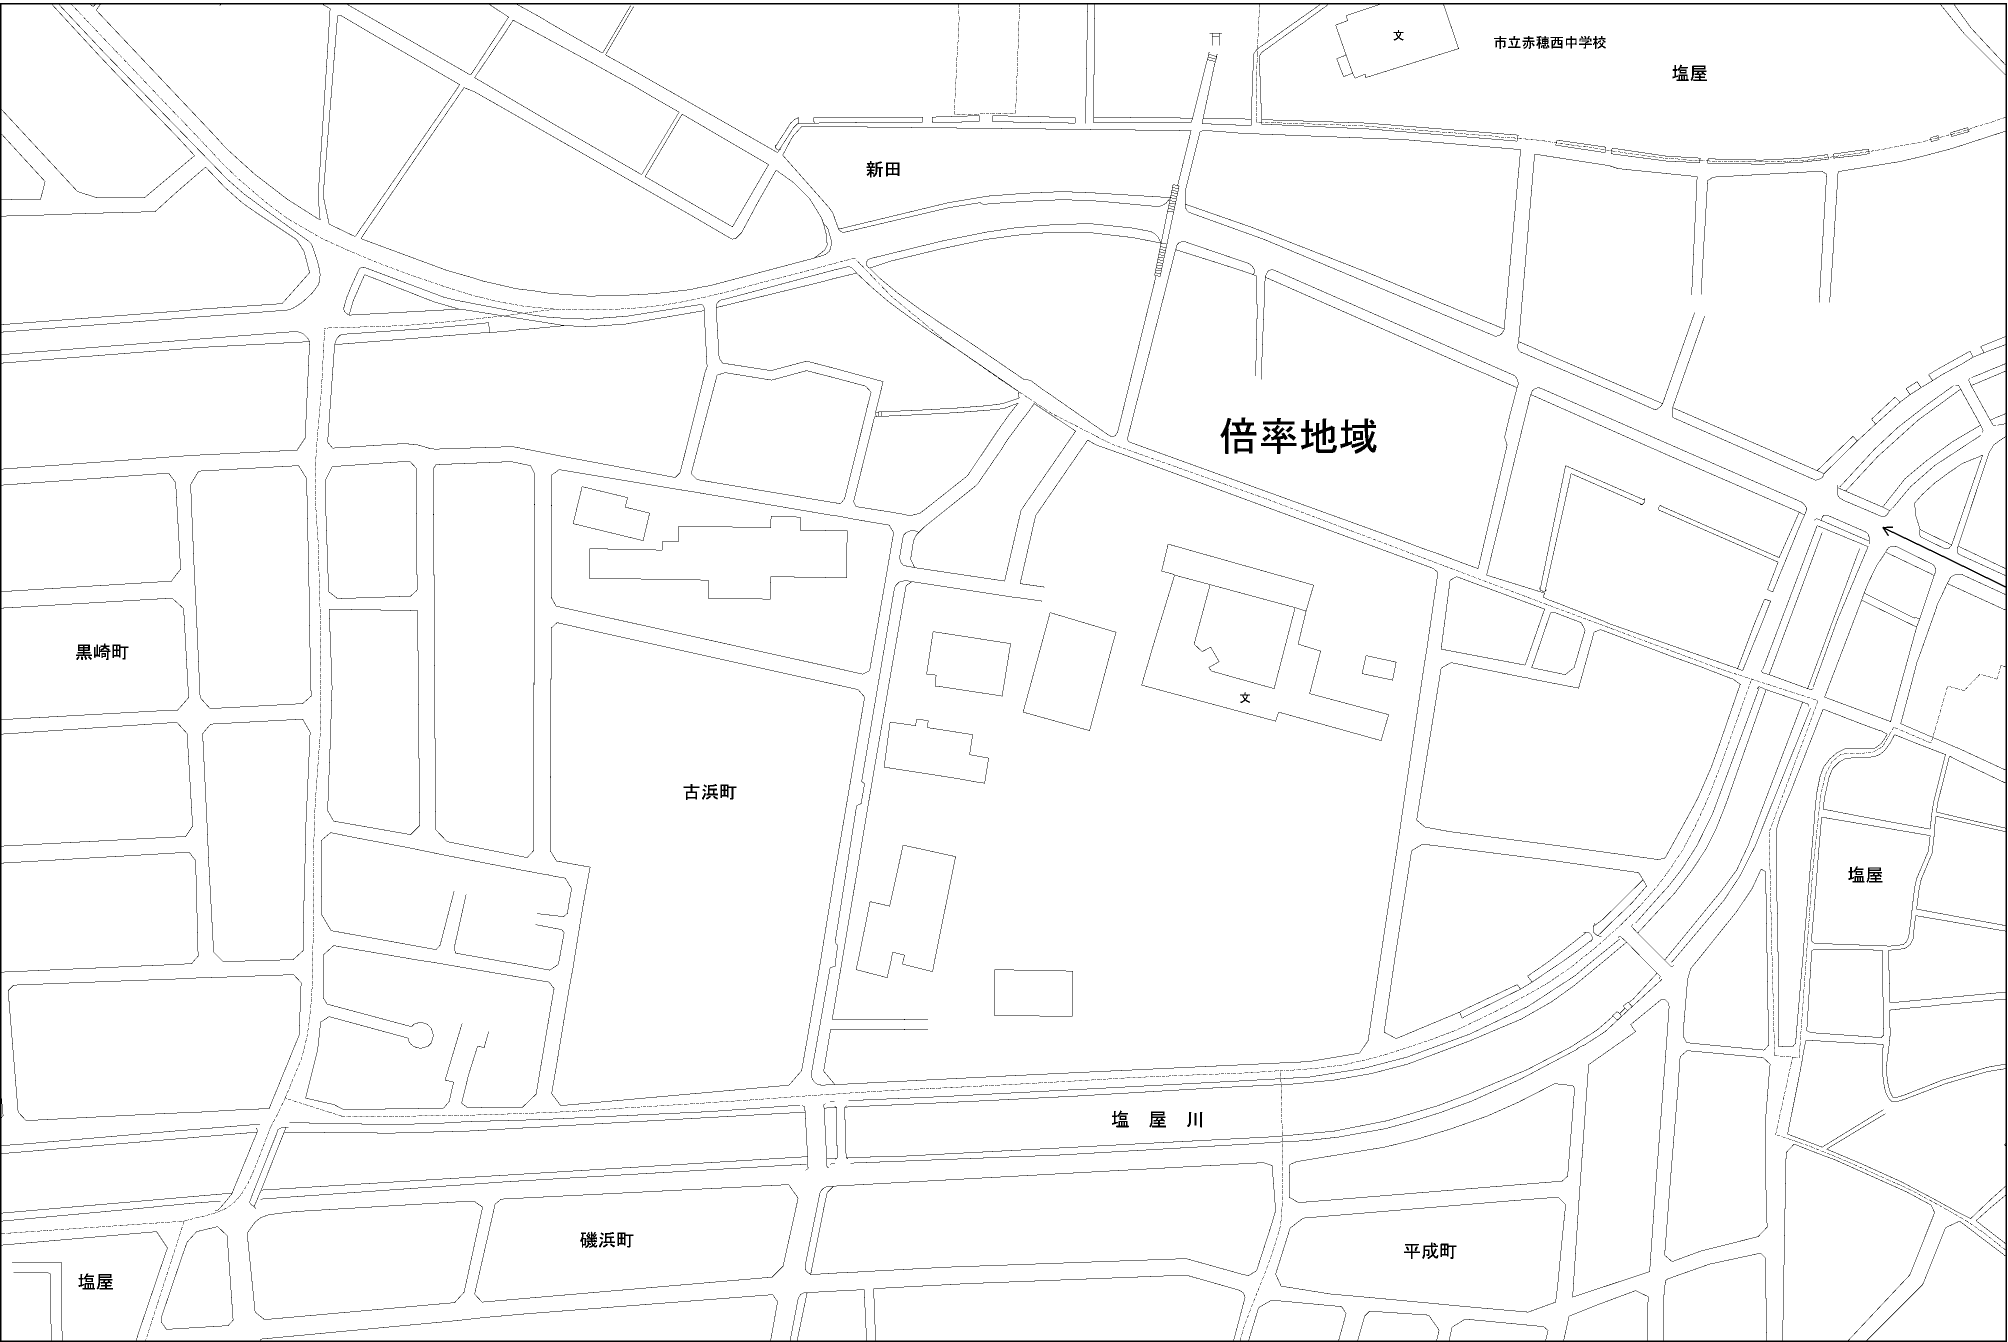 文
市立赤穂西中学校
塩屋
新田
倍率地域
黒崎町
文
古浜町
塩屋
塩 屋 川
磯浜町
平成町
塩屋